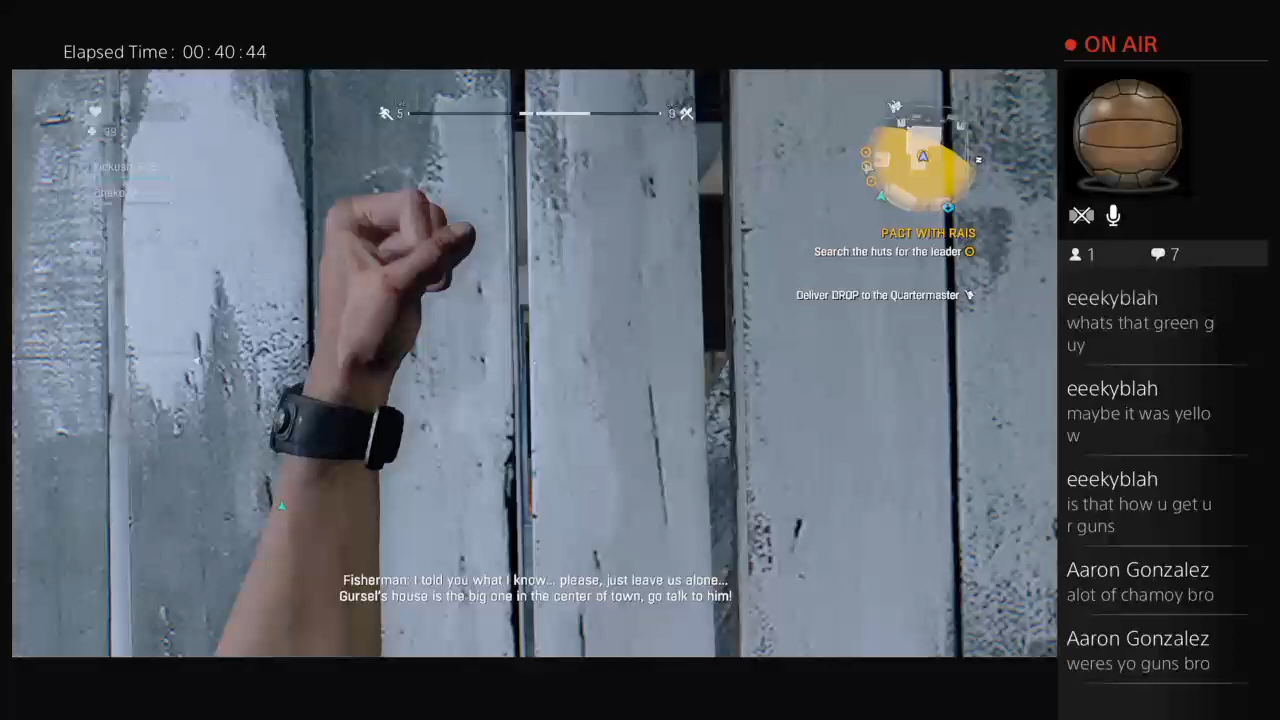 Elapsed Time: 00:40:44
ON AIR
5
9
99
N
PACT WITH RAIS
Search the huts for the leader
Deliver DROP to the Quartermaster
Fisherman: I told you what I know... please, just leave us alone...
Gursel's house is the big one in the center of town, go talk to him!
1
7
eeekyblah
whats that green g
uy
eeekyblah
maybe it was yello
w
eeekyblah
is that how u get u
r guns
Aaron Gonzalez
alot of chamoy bro
Aaron Gonzalez
weres yo guns bro